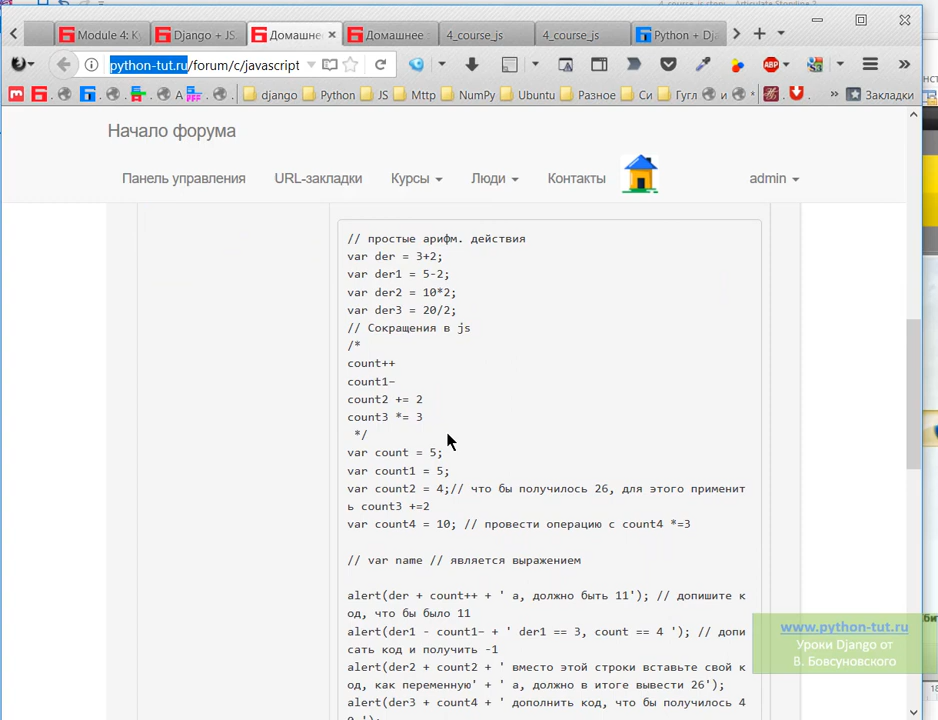 4_course_js.story - Articulate Storyline 2
Module 4: Ку
Django + JS
Домашне
Домашнее
4_course_js
4_course_js
Python + Dj
python-tut.ru/forum/c/javascript
ABP
django
Python
JS
Mttp
NumPy
Ubuntu
Разное
Си
Гугл
и
Закладки
Начало форума
Панель управления
URL-закладки
Курсы
Люди
Контакты
admin
// простые арифм. действия
var der = 3+2;
var der1 = 5-2;
var der2 = 10*2;
var der3 = 20/2;
// Сокращения в js
/*
count++
count1–
count2 += 2
count3 *= 3
*/
var count = 5;
var count1 = 5;
var count2 = 4;// что бы получилось 26, для этого применит
ь count3 +=2
var count4 = 10; // провести операцию с count4 *=3
// var name // является выражением
alert(der + count++ + ' а, должно быть 11'); // допишите к
од, что бы было 11
alert(der1 - count1– + ' der1 == 3, count == 4 '); // допи
сать код и получить -1
alert(der2 + count2 + ' вместо этой строки вставьте свой к
од, как переменную' + ' а, должно в итоге вывести 26');
alert(der3 + count4 + ' дополнить код, что бы получилось 4
www.python-tut.ru
Уроки Django от
В. Бовсуновского